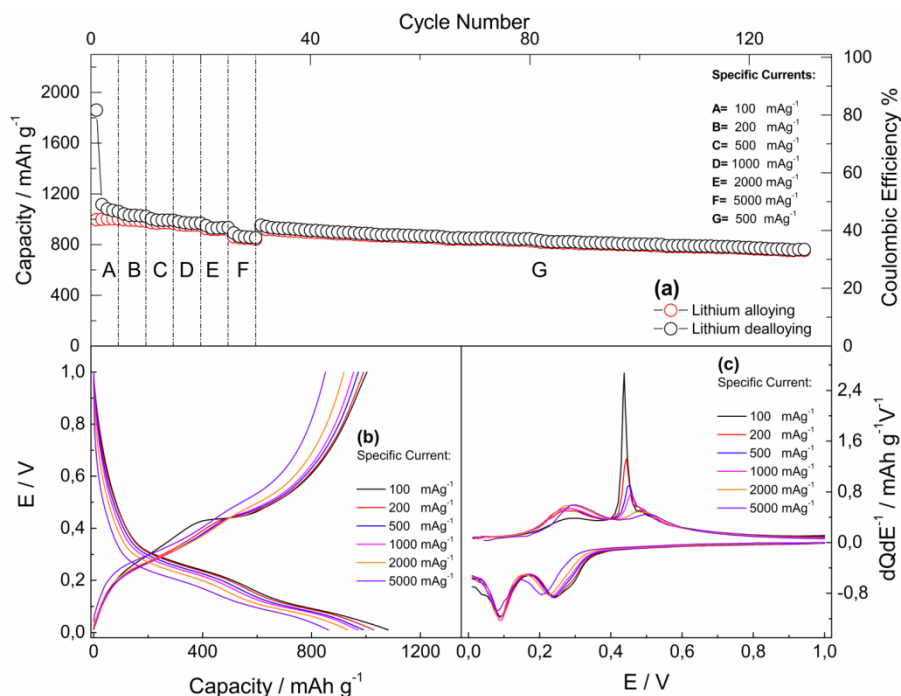 Cycle Number
0 40 80 120
2000
1600
1200
800
400
0
Capacity / mAh g⁻¹
100
80
60
40
20
0
Coulombic Efficiency %
Specific Currents:
A= 100 mAg⁻¹
B= 200 mAg⁻¹
C= 500 mAg⁻¹
D= 1000 mAg⁻¹
E= 2000 mAg⁻¹
F= 5000 mAg⁻¹
G= 500 mAg⁻¹
A B C D E F G
(a)
Lithium alloying
Lithium dealloying
1,0
0,8
0,6
0,4
0,2
0,0
E / V
(b)
Specific Current:
100 mAg⁻¹
200 mAg⁻¹
500 mAg⁻¹
1000 mAg⁻¹
2000 mAg⁻¹
5000 mAg⁻¹
0 400 800 1200
Capacity / mAh g⁻¹
(c)
Specific Current:
100 mAg⁻¹
200 mAg⁻¹
500 mAg⁻¹
1000 mAg⁻¹
2000 mAg⁻¹
5000 mAg⁻¹
2,4
1,6
0,8
0,0
-0,8
dQdE⁻¹ / mAh g⁻¹V⁻¹
0,0 0,2 0,4 0,6 0,8 1,0
E / V